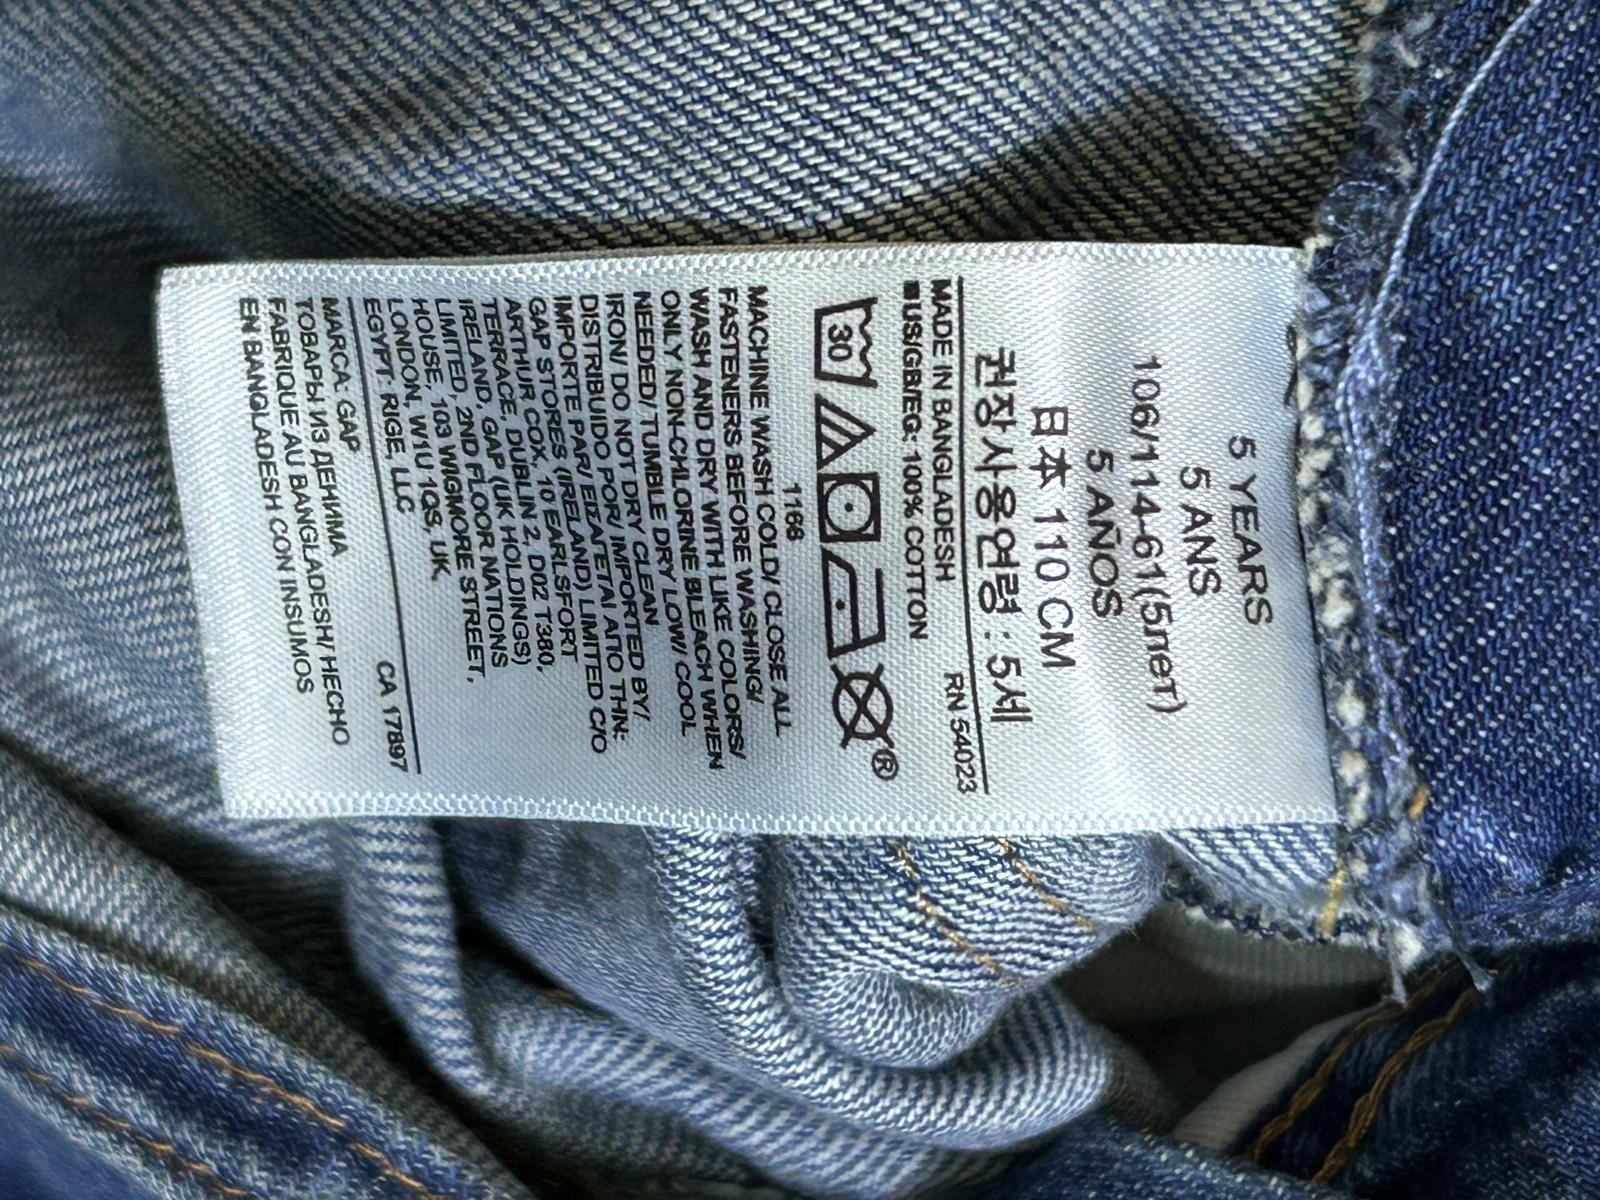 5 YEARS
5 ANS
106/114-61(5лет)
5 AÑOS
日本 110 CM
권장사용연령 : 5세
RN 54023
MADE IN BANGLADESH
■US/GB/EG: 100% COTTON
30
®
1166
MACHINE WASH COLD/ CLOSE ALL
FASTENERS BEFORE WASHING/
WASH AND DRY WITH LIKE COLORS/
ONLY NON-CHLORINE BLEACH WHEN
NEEDED/ TUMBLE DRY LOW/ COOL
IRON/ DO NOT DRY CLEAN
DISTRIBUIDO POR/ IMPORTED BY/
IMPORTE PAR/ ΕΙΣΑΓΕΤΑΙ ΑΠΟ ΤΗΝ:
GAP STORES (IRELAND) LIMITED C/O
ARTHUR COX, 10 EARLSFORT
TERRACE, DUBLIN 2, D02 T380,
IRELAND, GAP (UK HOLDINGS)
LIMITED, 2ND FLOOR NATIONS
HOUSE, 103 WIGMORE STREET,
LONDON, W1U 1QS, UK,
EGYPT: RIGE, LLC
CA 17897
MARCA: GAP
ТОВАРЫ ИЗ ДЕНИМА
FABRIQUE AU BANGLADESH/ HECHO
EN BANGLADESH CON INSUMOS